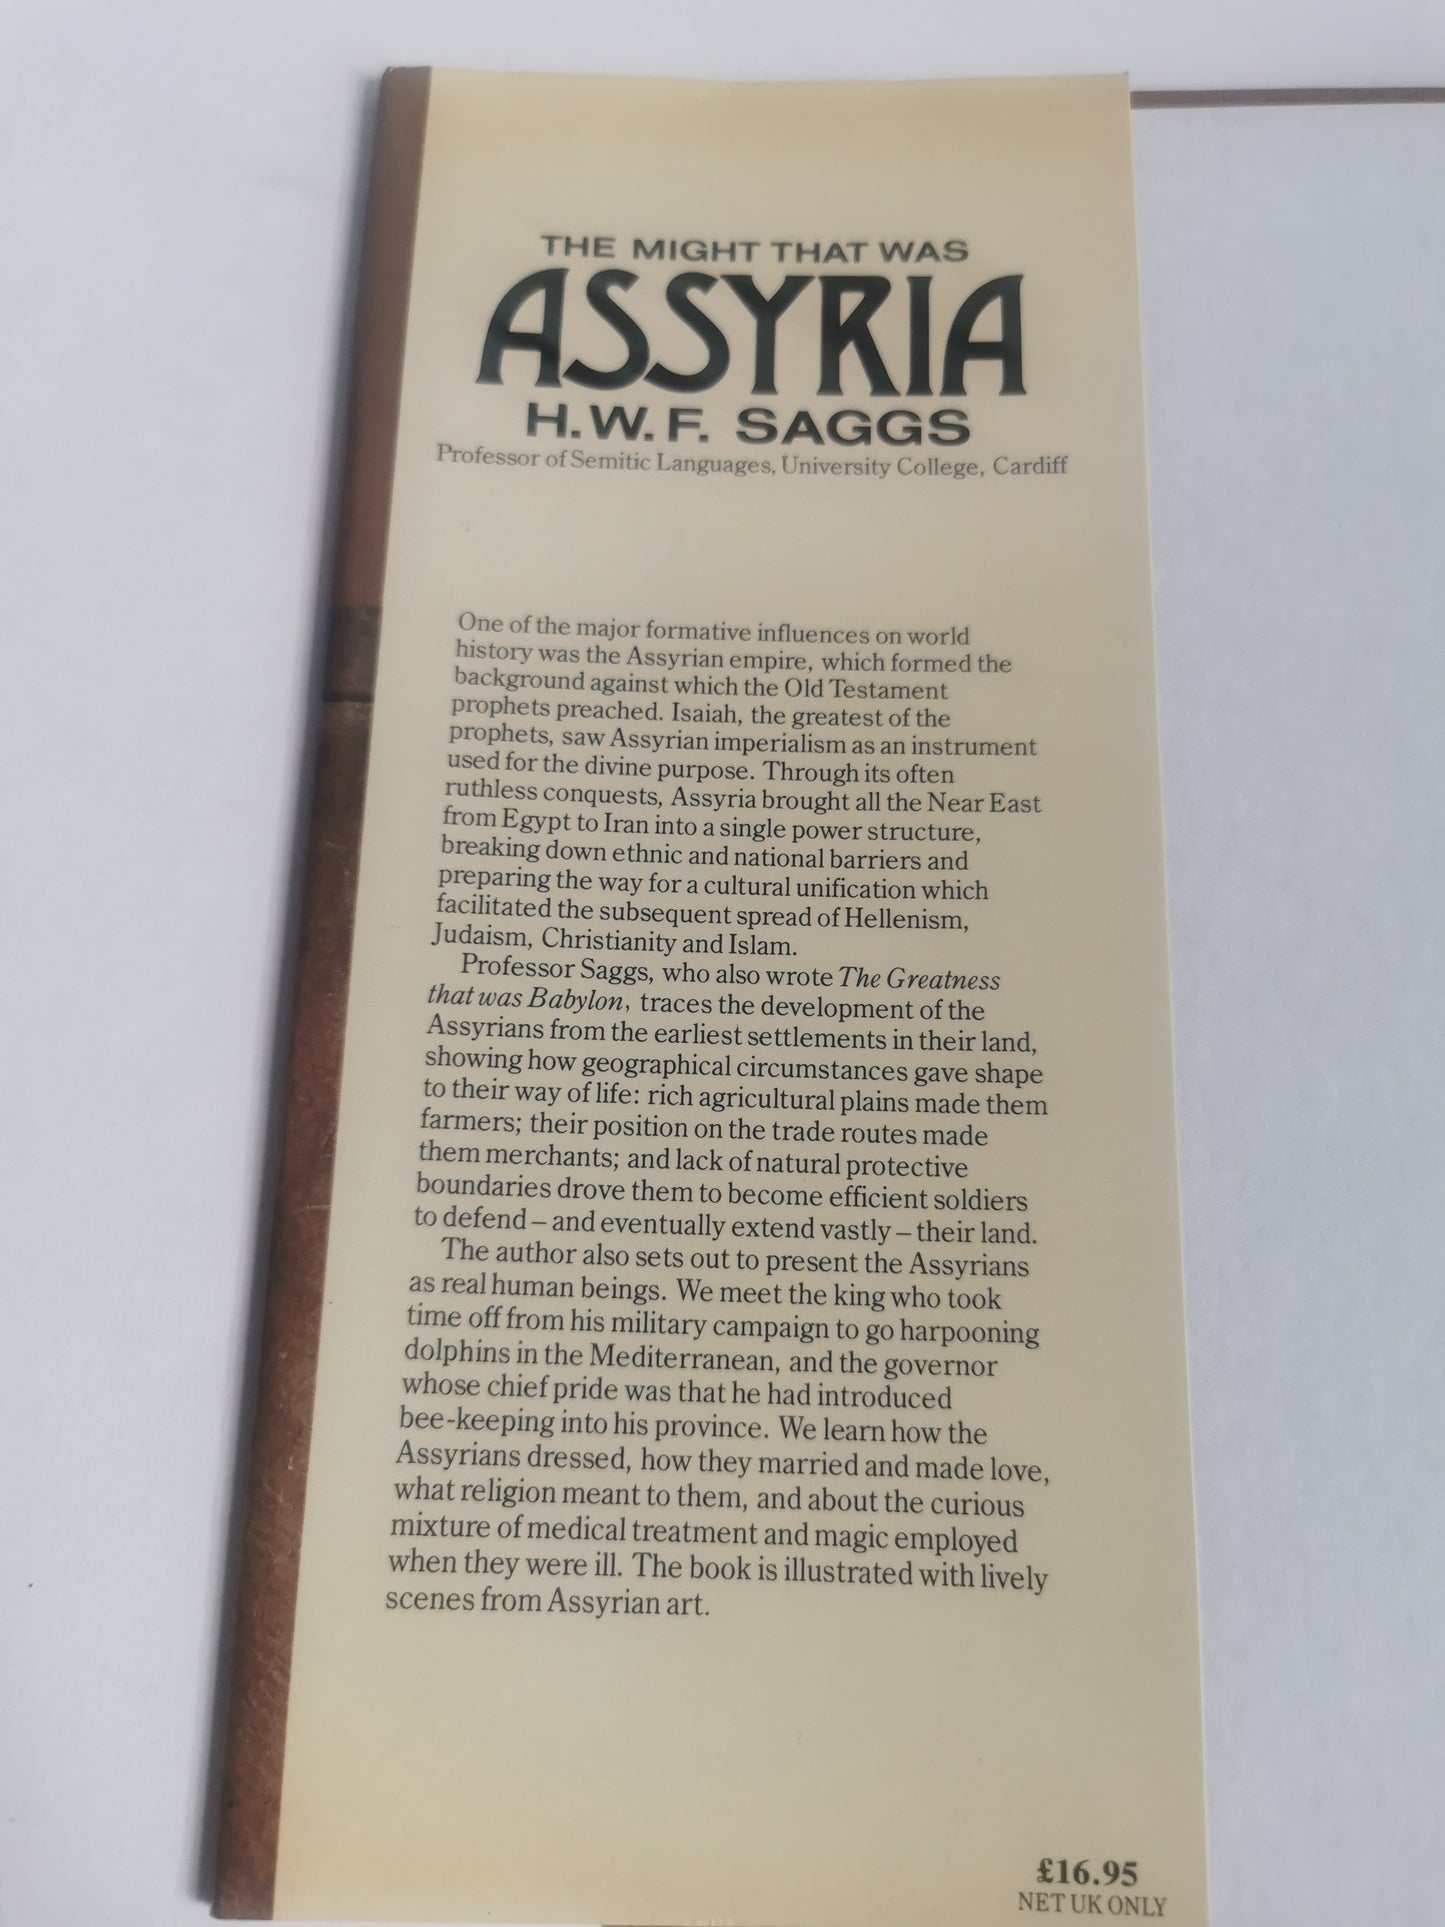 THE MIGHT THAT WAS
ASSYRIA
H.W.F. SAGGS
Professor of Semitic Languages, University College, Cardiff
One of the major formative influences on world
history was the Assyrian empire, which formed the
background against which the Old Testament
prophets preached. Isaiah, the greatest of the
prophets, saw Assyrian imperialism as an instrument
used for the divine purpose. Through its often
ruthless conquests, Assyria brought all the Near East
from Egypt to Iran into a single power structure,
breaking down ethnic and national barriers and
preparing the way for a cultural unification which
facilitated the subsequent spread of Hellenism,
Judaism, Christianity and Islam.
Professor Saggs, who also wrote The Greatness
that was Babylon, traces the development of the
Assyrians from the earliest settlements in their land,
showing how geographical circumstances gave shape
to their way of life: rich agricultural plains made them
farmers; their position on the trade routes made
them merchants; and lack of natural protective
boundaries drove them to become efficient soldiers
to defend – and eventually extend vastly – their land.
The author also sets out to present the Assyrians
as real human beings. We meet the king who took
time off from his military campaign to go harpooning
dolphins in the Mediterranean, and the governor
whose chief pride was that he had introduced
bee-keeping into his province. We learn how the
Assyrians dressed, how they married and made love,
what religion meant to them, and about the curious
mixture of medical treatment and magic employed
when they were ill. The book is illustrated with lively
scenes from Assyrian art.
£16.95
NET UK ONLY